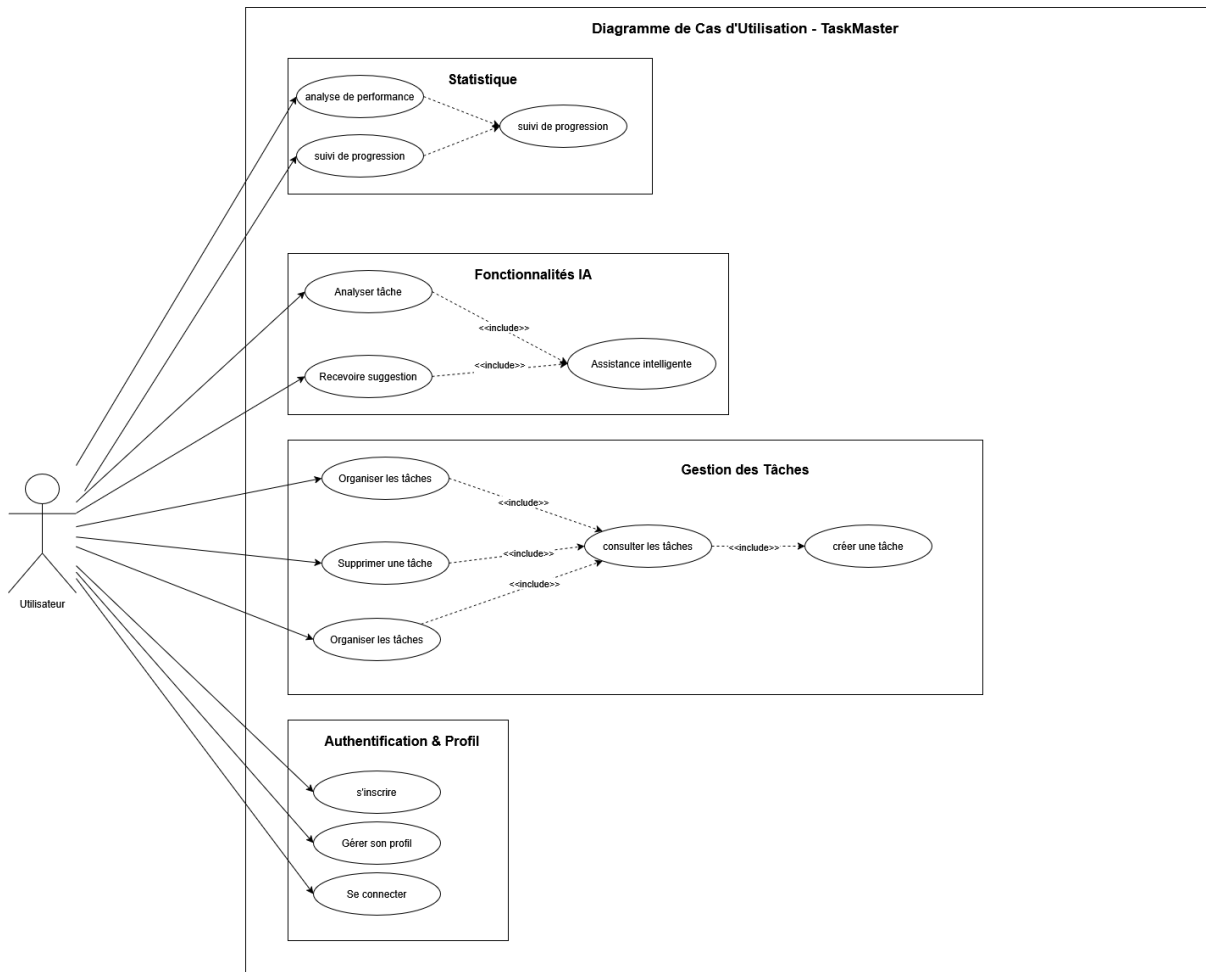 Diagramme de Cas d'Utilisation - TaskMaster
Statistique
analyse de performance
suivi de progression
suivi de progression
Fonctionnalités IA
Analyser tâche
<<include>>
Assistance intelligente
<<include>>
Recevoire suggestion
Gestion des Tâches
Organiser les tâches
<<include>>
consulter les tâches
<<include>>
créer une tâche
<<include>>
Supprimer une tâche
<<include>>
Organiser les tâches
Utilisateur
Authentification & Profil
s'inscrire
Gérer son profil
Se connecter